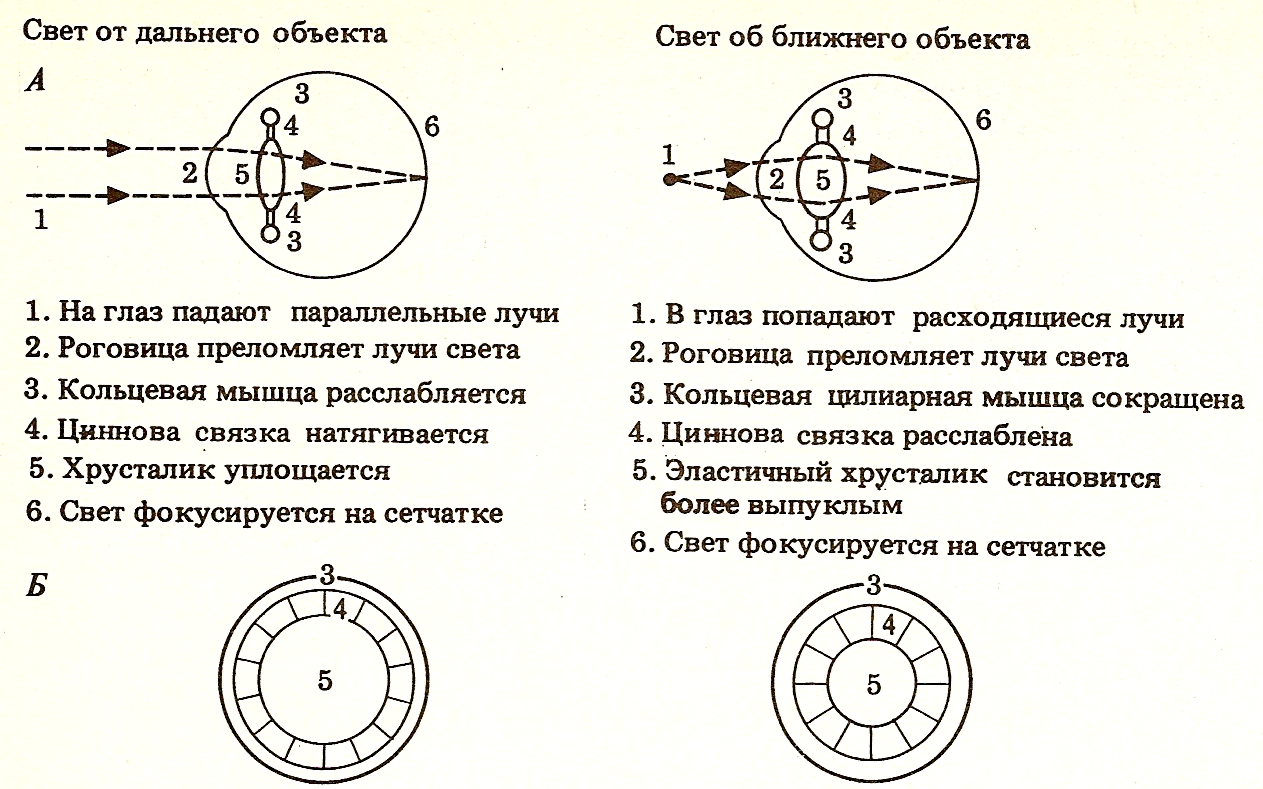 Свет от дальнего объекта
Свет об ближнего объекта
А
3
4
6
2
5
4
3
1
3
4
6
1
2
5
4
3
1. На глаз падают параллельные лучи
2. Роговица преломляет лучи света
3. Кольцевая мышца расслабляется
4. Циннова связка натягивается
5. Хрусталик уплощается
6. Свет фокусируется на сетчатке
1. В глаз попадают расходящиеся лучи
2. Роговица преломляет лучи света
3. Кольцевая цилиарная мышца сокращена
4. Циннова связка расслаблена
5. Эластичный хрусталик становится
более выпуклым
6. Свет фокусируется на сетчатке
Б
3
4
5
3
4
5